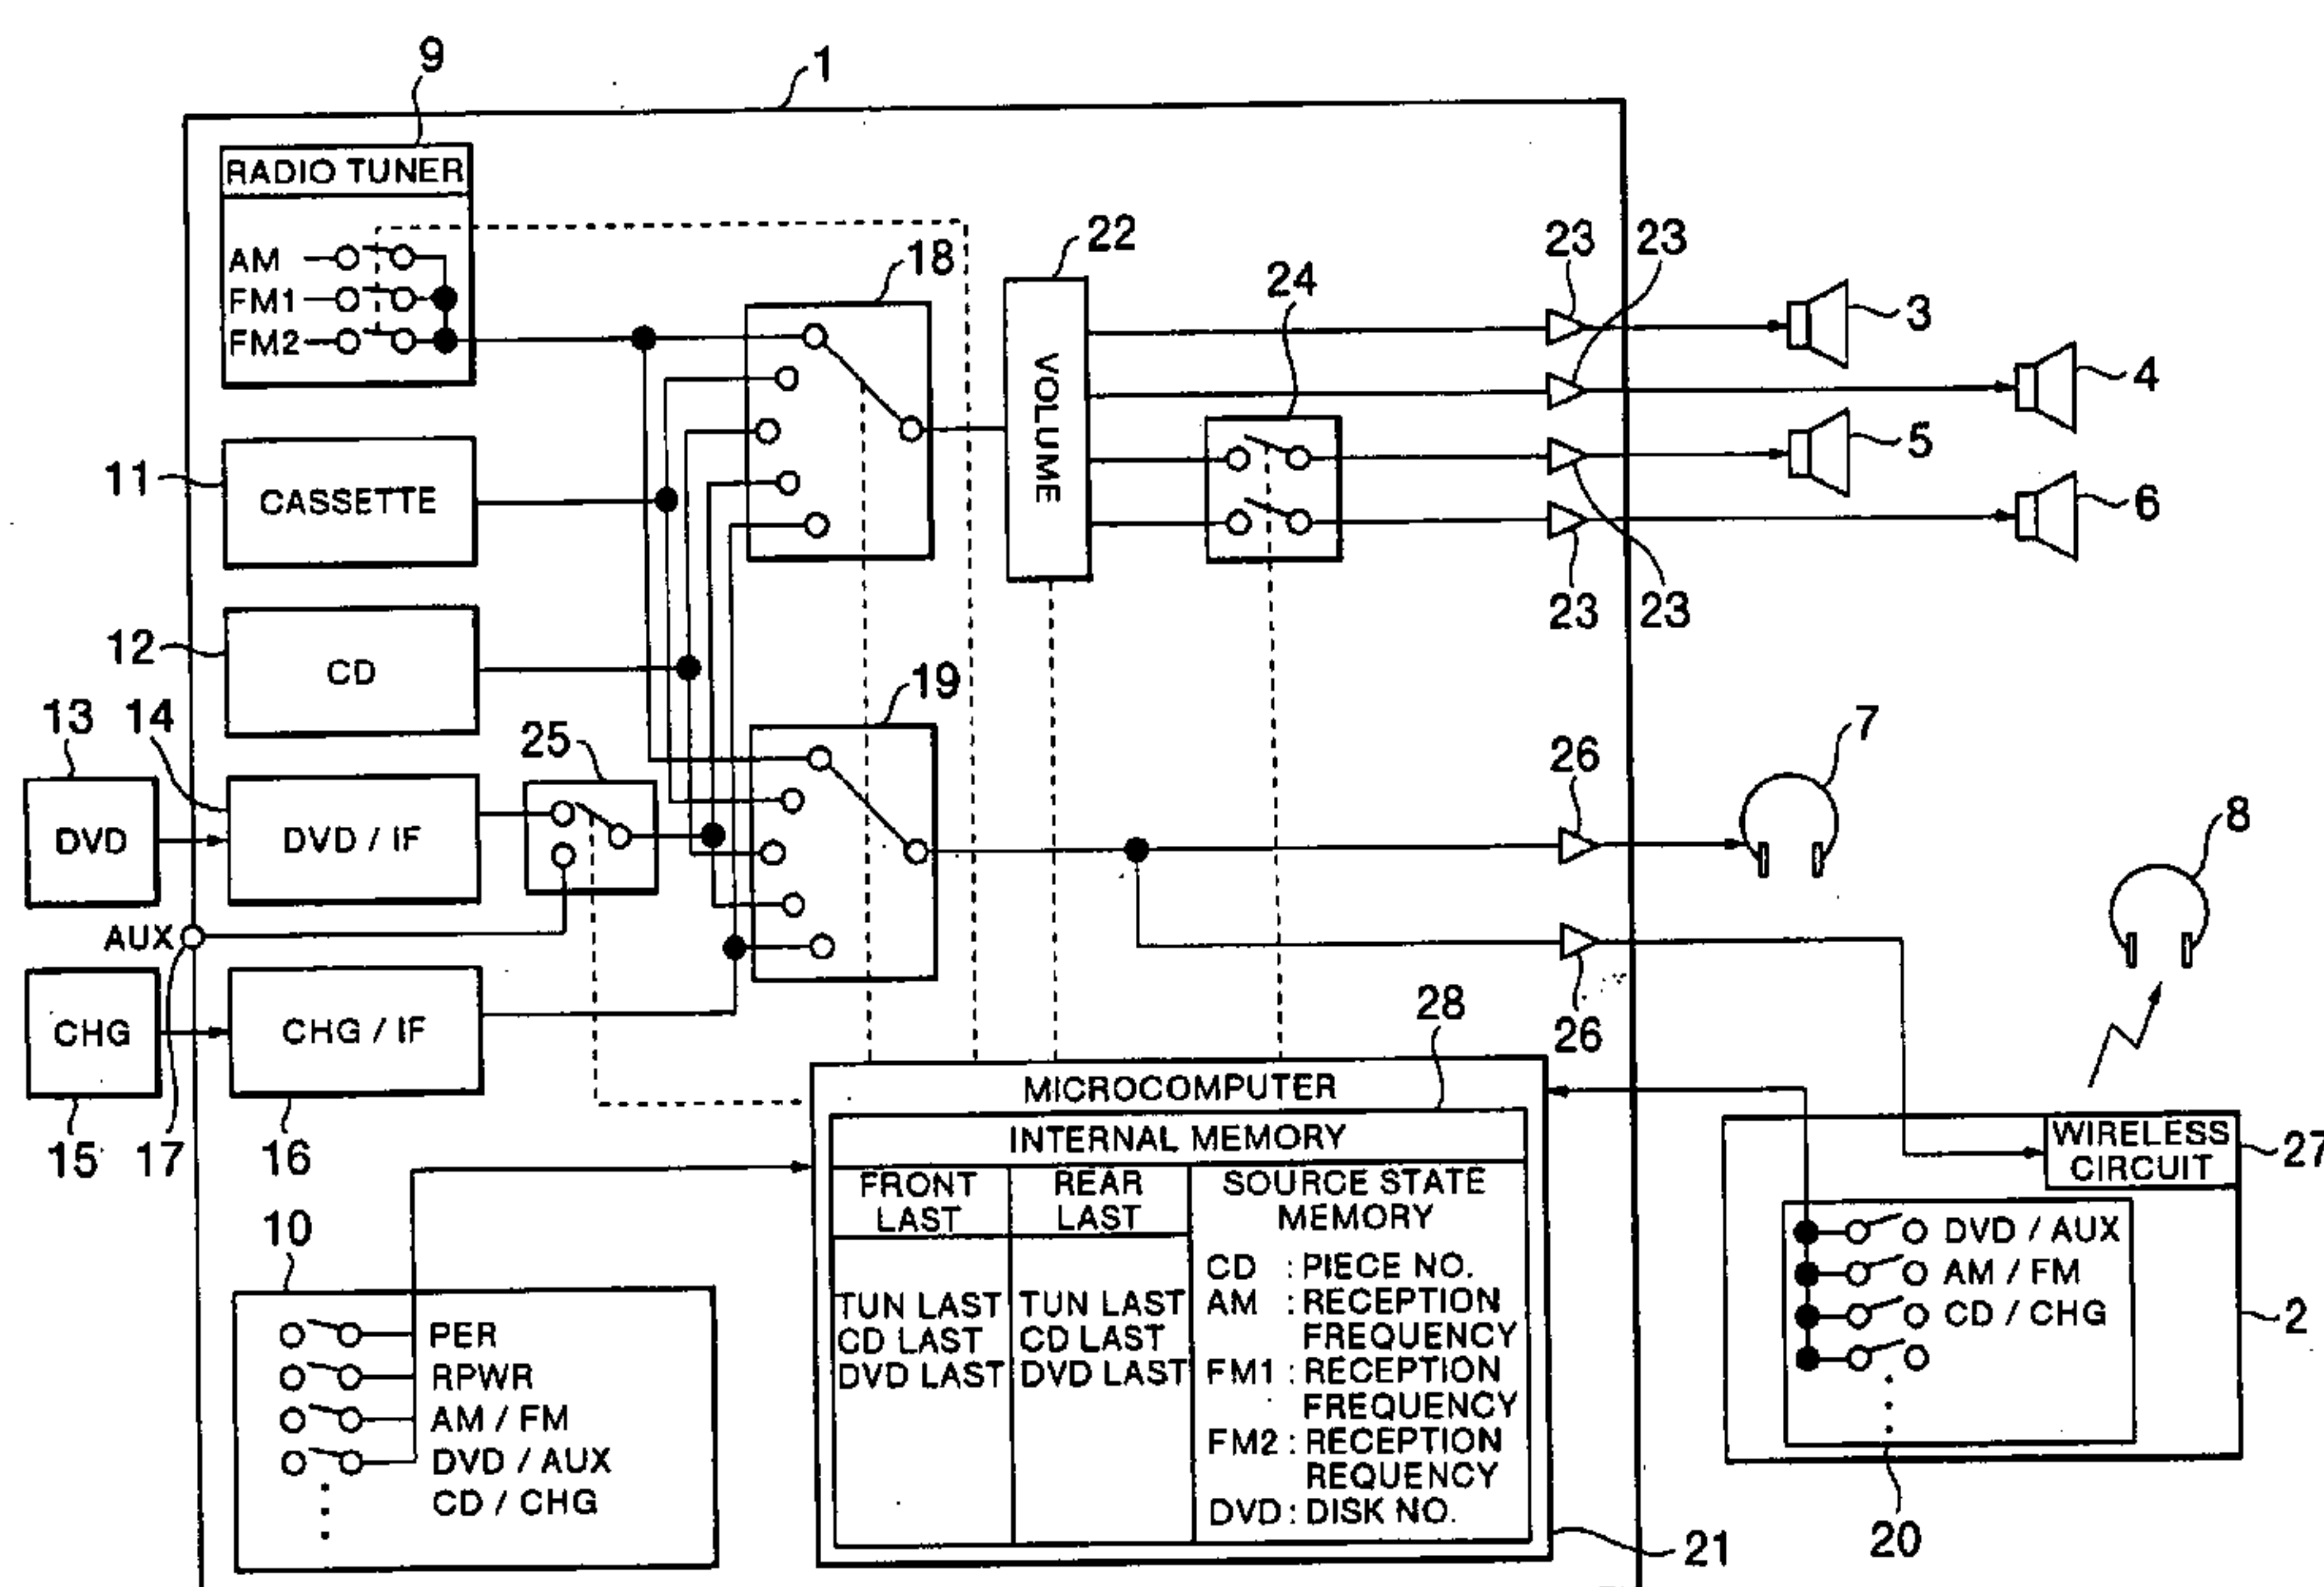 9
1
RADIO TUNER
AM
FM1
FM2
18
22
23
23
24
3
4
5
6
VOLUME
11
CASSETTE
23
23
12
CD
19
13
14
25
DVD
DVD / IF
26
7
8
AUX
CHG
CHG / IF
26
15
17
16
28
MICROCOMPUTER
INTERNAL MEMORY
FRONT
LAST
REAR
LAST
SOURCE STATE
MEMORY
TUN LAST
CD LAST
DVD LAST
TUN LAST
CD LAST
DVD LAST
CD : PIECE NO.
AM : RECEPTION
FREQUENCY
FM1 : RECEPTION
FREQUENCY
FM2 : RECEPTION
REQUENCY
DVD : DISK NO.
21
10
PER
RPWR
AM / FM
DVD / AUX
CD / CHG
WIRELESS
CIRCUIT
27
DVD / AUX
AM / FM
CD / CHG
2
20